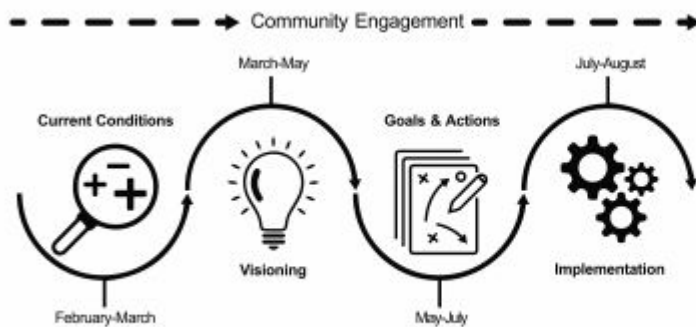 Community Engagement
March-May
July-August
Current Conditions
Goals & Actions
Visioning
Implementation
February-March
May-July